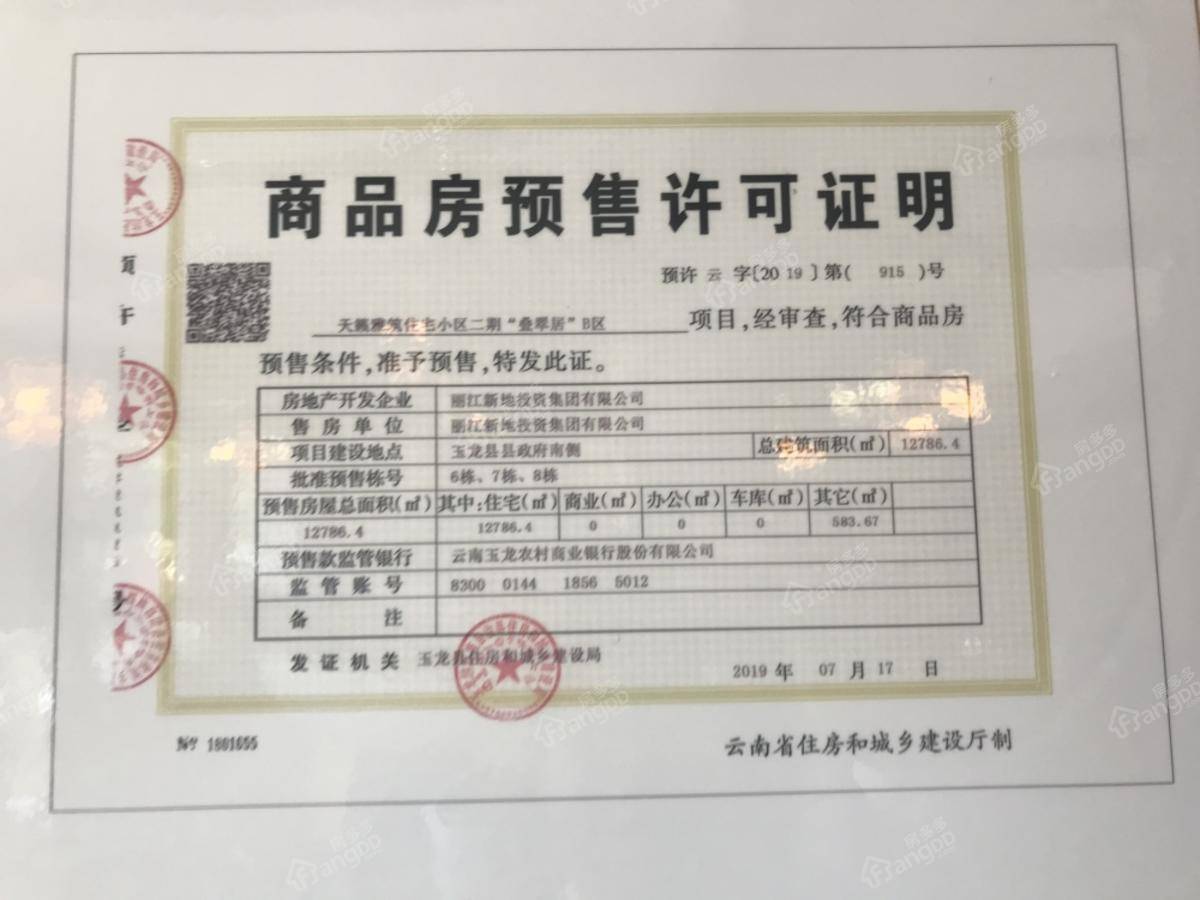 商品房预售许可证明
预许 云 字〔2019〕第( 915 )号
天籁雅筑住宅小区二期“叠翠居”B区 项目,经审查,符合商品房
预售条件,准予预售,特发此证。
房地产开发企业 丽江新地投资集团有限公司
售房单位 丽江新地投资集团有限公司
项目建设地点 玉龙县县政府南侧 总建筑面积(㎡) 12786.4
批准预售栋号 6栋、7栋、8栋
预售房屋总面积(㎡) 其中:住宅(㎡) 商业(㎡) 办公(㎡) 车库(㎡) 其它(㎡)
12786.4 12786.4 0 0 0 583.67
预售款监管银行 云南玉龙农村商业银行股份有限公司
监管账号 8300 0144 1856 5012
备注
发证机关 玉龙县住房和城乡建设局 2019 年 07 月 17 日
№ 1801655
云南省住房和城乡建设厅制
房多多
angDD